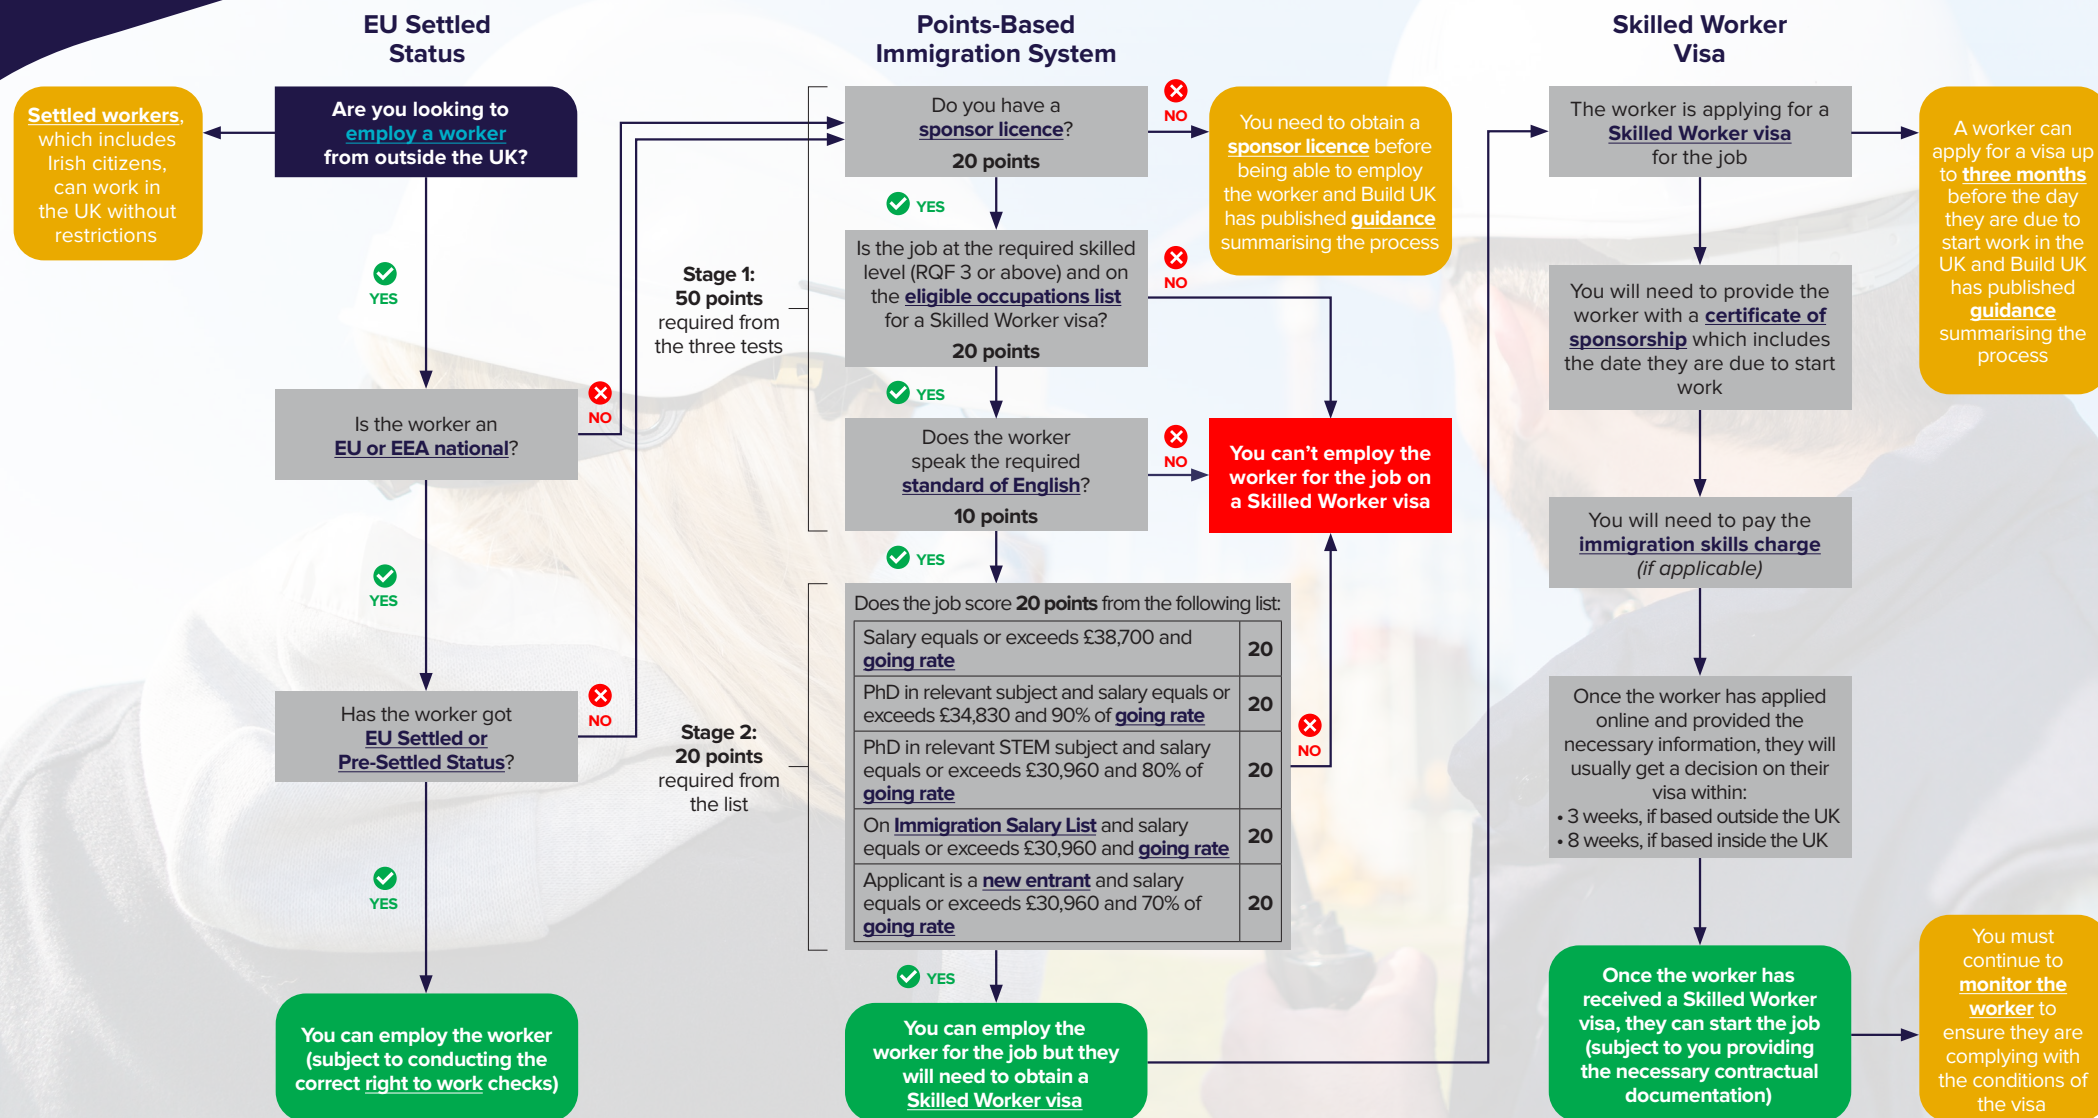 EU Settled
Status
Settled workers,
which includes
Irish citizens,
can work in
the UK without
restrictions
Are you looking to
employ a worker
from outside the UK?
YES
Is the worker an
EU or EEA national?
NO
YES
Has the worker got
EU Settled or
Pre-Settled Status?
NO
YES
You can employ the worker
(subject to conducting the
correct right to work checks)
Points-Based
Immigration System
Stage 1:
50 points
required from
the three tests
Do you have a
sponsor licence?
20 points
NO
You need to obtain a
sponsor licence before
being able to employ
the worker and Build UK
has published guidance
summarising the process
YES
Is the job at the required skilled
level (RQF 3 or above) and on
the eligible occupations list
for a Skilled Worker visa?
20 points
NO
YES
Does the worker
speak the required
standard of English?
10 points
NO
You can't employ the
worker for the job on
a Skilled Worker visa
YES
Stage 2:
20 points
required from
the list
Does the job score 20 points from the following list:
Salary equals or exceeds £38,700 and
going rate
20
PhD in relevant subject and salary equals or
exceeds £34,830 and 90% of going rate
20
PhD in relevant STEM subject and salary
equals or exceeds £30,960 and 80% of
going rate
20
On Immigration Salary List and salary
equals or exceeds £30,960 and going rate
20
Applicant is a new entrant and salary
equals or exceeds £30,960 and 70% of
going rate
20
NO
YES
You can employ the
worker for the job but they
will need to obtain a
Skilled Worker visa
Skilled Worker
Visa
The worker is applying for a
Skilled Worker visa
for the job
A worker can
apply for a visa up
to three months
before the day
they are due to
start work in the
UK and Build UK
has published
guidance
summarising the
process
You will need to provide the
worker with a certificate of
sponsorship which includes
the date they are due to start
work
You will need to pay the
immigration skills charge
(if applicable)
Once the worker has applied
online and provided the
necessary information, they will
usually get a decision on their
visa within:
• 3 weeks, if based outside the UK
• 8 weeks, if based inside the UK
Once the worker has
received a Skilled Worker
visa, they can start the job
(subject to you providing
the necessary contractual
documentation)
You must
continue to
monitor the
worker to
ensure they are
complying with
the conditions of
the visa